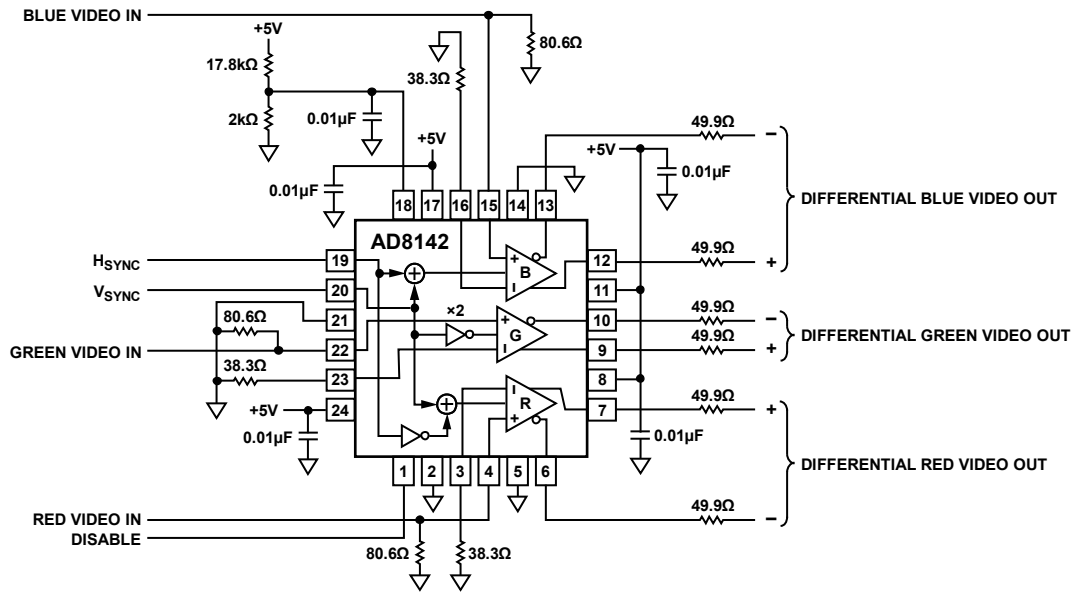 BLUE VIDEO IN
+5V
17.8kΩ
2kΩ
0.01µF
38.3Ω
80.6Ω
+5V
0.01µF
+5V
0.01µF
49.9Ω
−
DIFFERENTIAL BLUE VIDEO OUT
49.9Ω
+
18 17 16 15 14 13
AD8142
HSYNC
19
VSYNC
20
21
80.6Ω
GREEN VIDEO IN
22
38.3Ω
23
+5V
24
0.01µF
+
+ − B
×2
+ − G
+
− + R
12
11
10
9
8
7
49.9Ω
−
DIFFERENTIAL GREEN VIDEO OUT
49.9Ω
+
49.9Ω
+
0.01µF
DIFFERENTIAL RED VIDEO OUT
49.9Ω
−
1 2 3 4 5 6
RED VIDEO IN
DISABLE
80.6Ω
38.3Ω